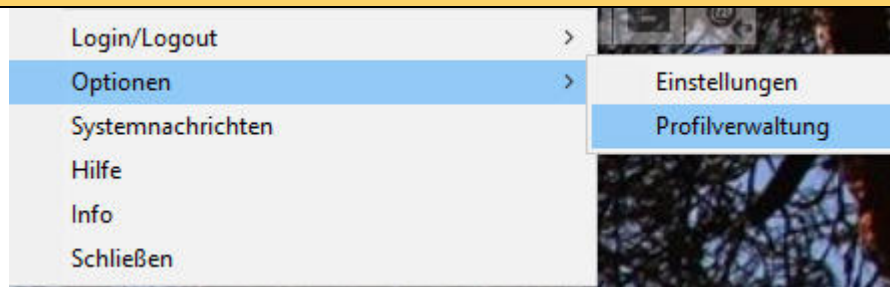 Login/Logout
Optionen
Einstellungen
Systemnachrichten
Profilverwaltung
Hilfe
Info
Schließen